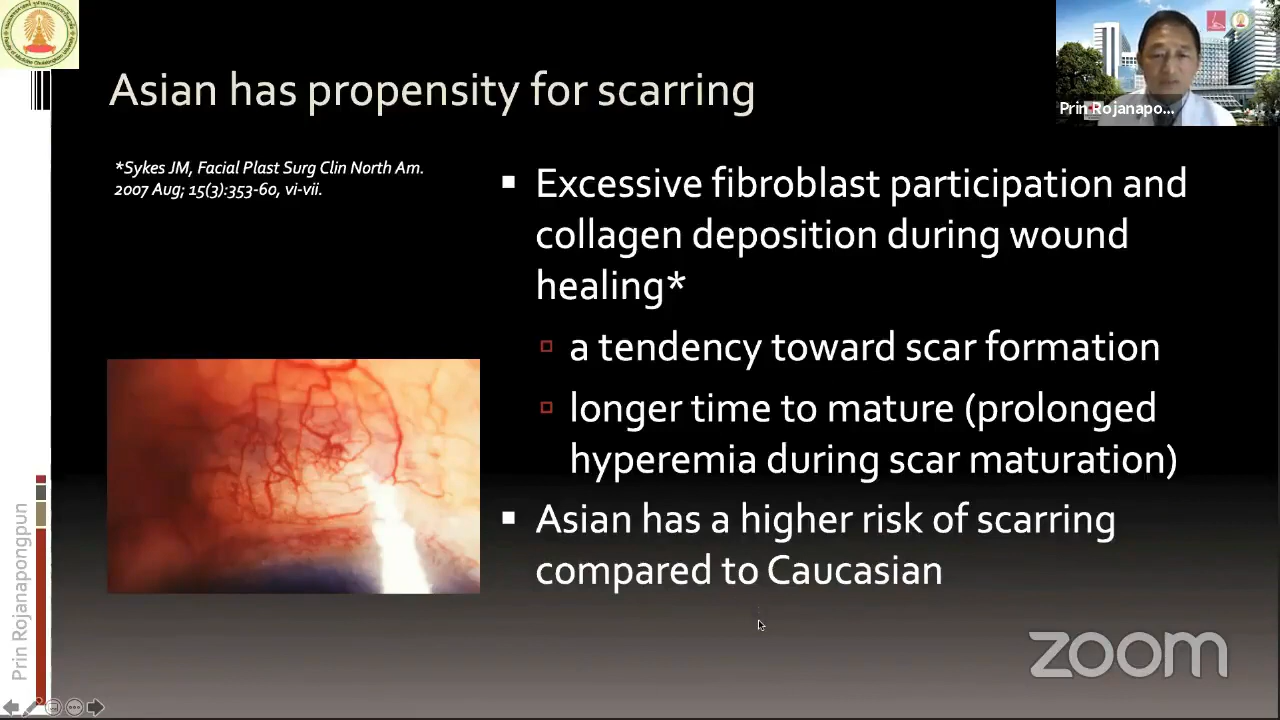 Asian has propensity for scarring
Prin Rojanapo...
*Sykes JM, Facial Plast Surg Clin North Am.
2007 Aug; 15(3):353-60, vi-vii.
▪ Excessive fibroblast participation and
collagen deposition during wound
healing*
▫ a tendency toward scar formation
▫ longer time to mature (prolonged
hyperemia during scar maturation)
▪ Asian has a higher risk of scarring
compared to Caucasian
Prin Rojanapongpun
zoom